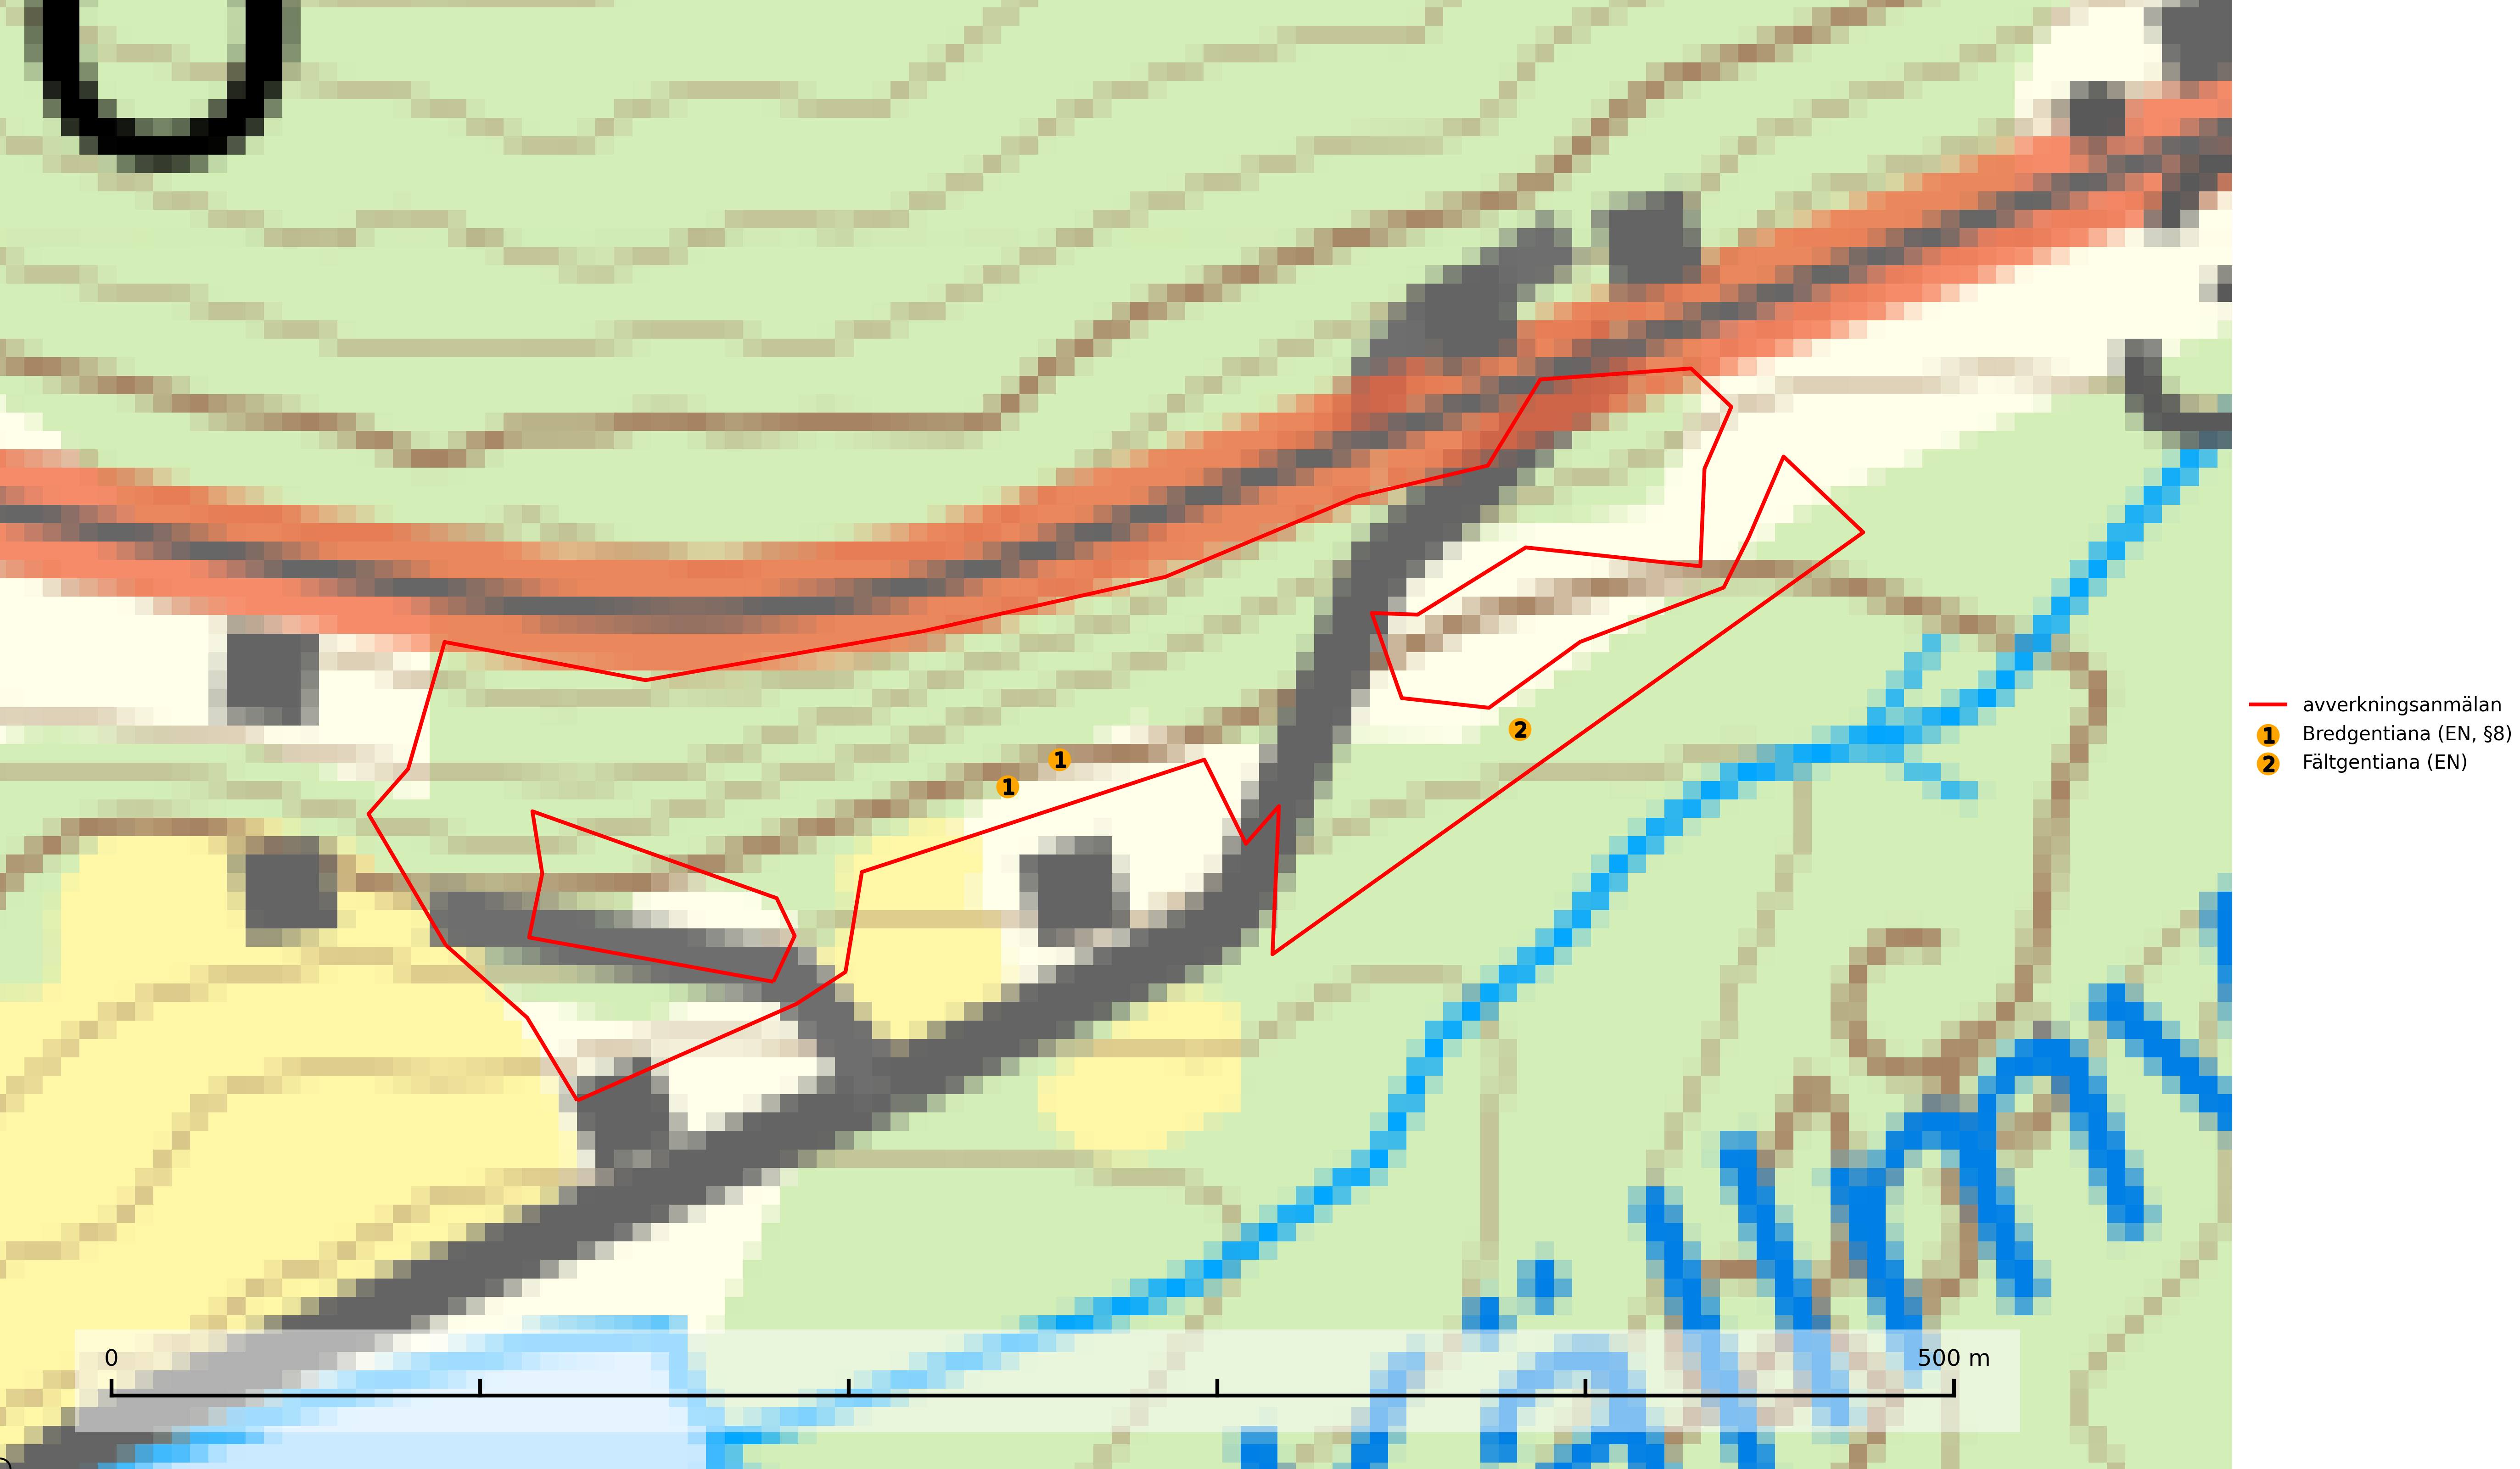 avverkningsanmälan
1 Bredgentiana (EN, §8)
2 Fältgentiana (EN)
1
1
2
0 500 m